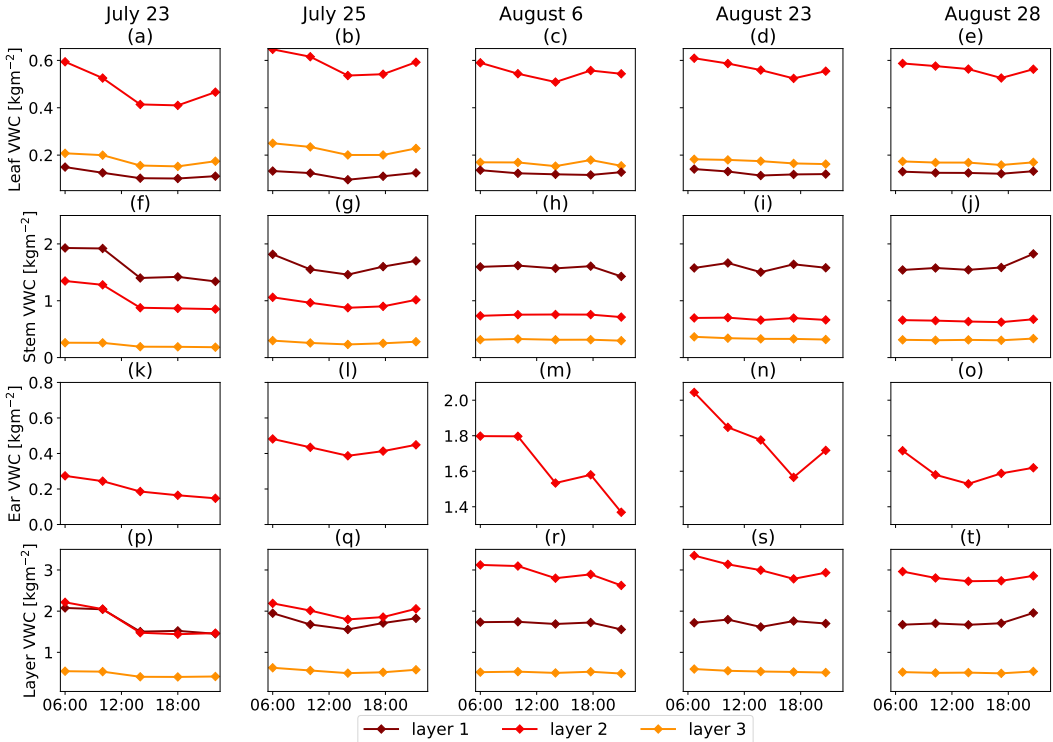 July 23 July 25 August 6 August 23 August 28
(a) (b) (c) (d) (e)
Leaf VWC [kgm⁻²]
0.6
0.4
0.2
(f) (g) (h) (i) (j)
Stem VWC [kgm⁻²]
2
1
0
(k) (l) (m) (n) (o)
Ear VWC [kgm⁻²]
0.8
0.6
0.4
0.2
0.0
2.0
1.8
1.6
1.4
(p) (q) (r) (s) (t)
Layer VWC [kgm⁻²]
3
2
1
06:00 12:00 18:00 06:00 12:00 18:00 06:00 12:00 18:00 06:00 12:00 18:00 06:00 12:00 18:00
layer 1 layer 2 layer 3